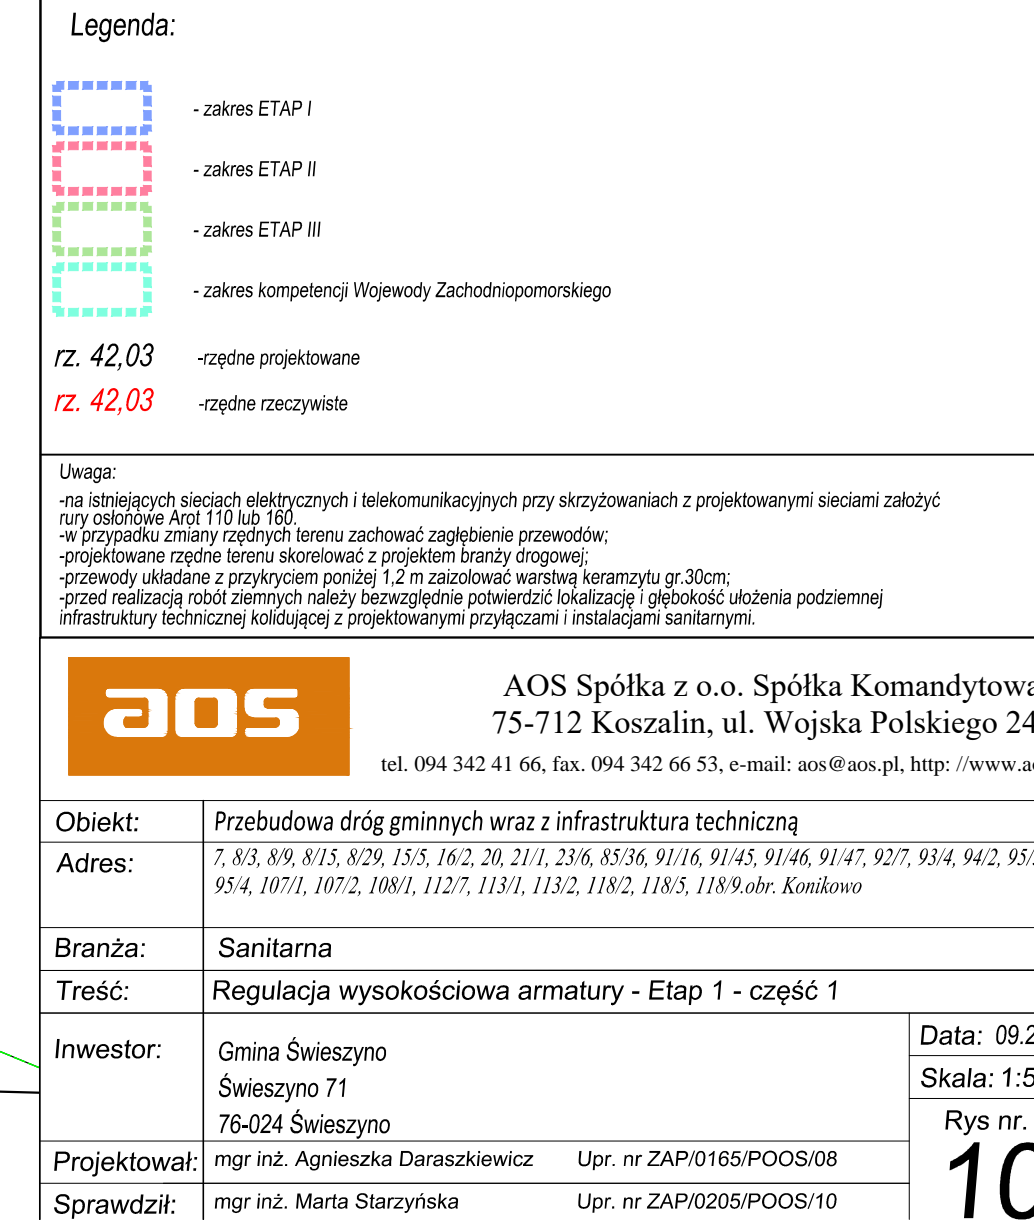 Legenda:
- zakres ETAP I
- zakres ETAP II
- zakres ETAP III
- zakres kompetencji Wojewody Zachodniopomorskiego
rz. 42,03 -rzędne projektowane
rz. 42,03 -rzędne rzeczywiste
Uwaga:
-na istniejących sieciach elektrycznych i telekomunikacyjnych przy skrzyżowaniach z projektowanymi sieciami założyć
rury osłonowe Arot 110 lub 160.
-w przypadku zmiany rzędnych terenu zachować zagłębienie przewodów;
-projektowane rzędne terenu skorelować z projektem branży drogowej;
-przewody układane z przykryciem poniżej 1,2 m zaizolować warstwą keramzytu gr.30cm;
-przed realizacją robót ziemnych należy bezwzględnie potwierdzić lokalizację i głębokość ułożenia podziemnej
infrastruktury technicznej kolidującej z projektowanymi przyłączami i instalacjami sanitarnymi.
aos
AOS Spółka z o.o. Spółka Komandytowa
75-712 Koszalin, ul. Wojska Polskiego 24
tel. 094 342 41 66, fax. 094 342 66 53, e-mail: aos@aos.pl, http: //www.a
Obiekt: Przebudowa dróg gminnych wraz z infrastruktura techniczną
Adres: 7, 8/3, 8/9, 8/15, 8/29, 15/5, 16/2, 20, 21/1, 23/6, 85/36, 91/16, 91/45, 91/46, 91/47, 92/7, 93/4, 94/2, 95/
95/4, 107/1, 107/2, 108/1, 112/7, 113/1, 113/2, 118/2, 118/5, 118/9.obr. Konikowo
Branża: Sanitarna
Treść: Regulacja wysokościowa armatury - Etap 1 - część 1
Inwestor: Gmina Świeszyno
Świeszyno 71
76-024 Świeszyno
Data: 09.2
Skala: 1:5
Rys nr.
10
Projektował: mgr inż. Agnieszka Daraszkiewicz Upr. nr ZAP/0165/POOS/08
Sprawdził: mgr inż. Marta Starzyńska Upr. nr ZAP/0205/POOS/10